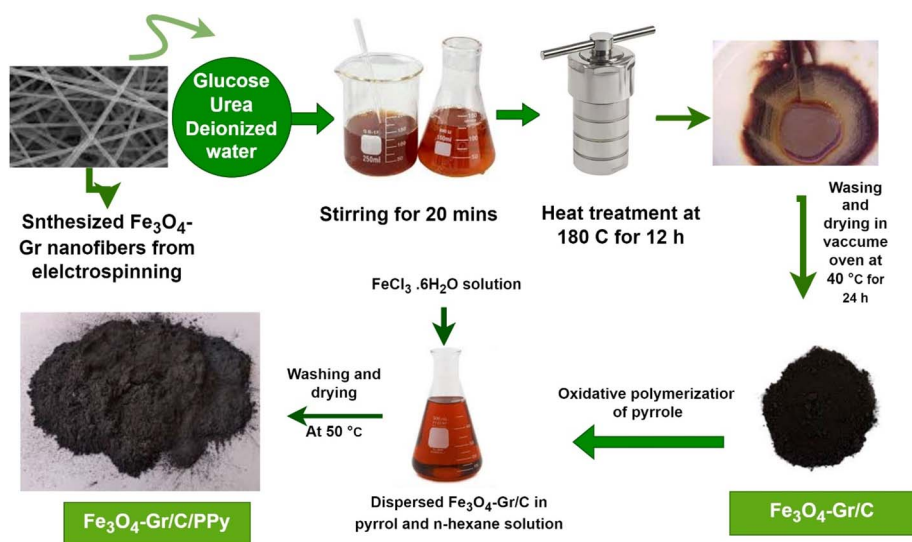 Glucose
Urea
Deionized
water
Snthesized Fe₃O₄-
Gr nanofibers from
elelctrospinning
250ml
Stirring for 20 mins
Heat treatment at
180 C for 12 h
Wasing
and
drying in
vaccume
oven at
40 °C for
24 h
FeCl₃ .6H₂O solution
Washing and
drying
At 50 °C
Oxidative polymerizatior
of pyrrole
Dispersed Fe₃O₄-Gr/C in
pyrrol and n-hexane solution
Fe₃O₄-Gr/C/PPy
Fe₃O₄-Gr/C